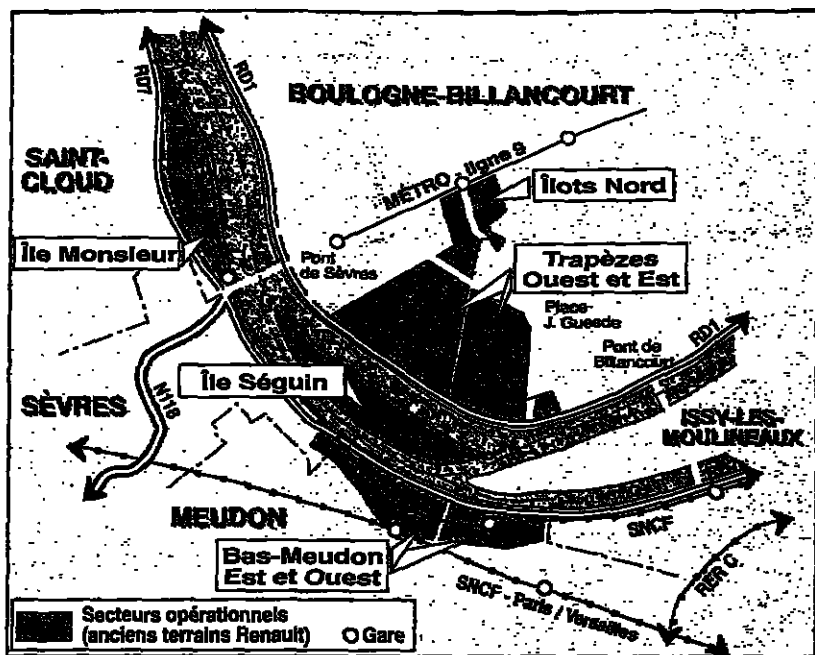 RD7
RD1
BOULOGNE-BILLANCOURT
SAINT-
CLOUD
MÉTRO - ligne 9
Îlots Nord
Île Monsieur
Pont
de Sèvres
Trapèzes
Ouest et Est
Place
J. Guesde
Pont de
Billancourt
RD1
Île Séguin
SÈVRES
N118
ISSY-LES-
MOULINEAUX
MEUDON
SNCF
Bas-Meudon
Est et Ouest
SNCF - Paris / Versailles
RER C
Secteurs opérationnels
(anciens terrains Renault)
Gare